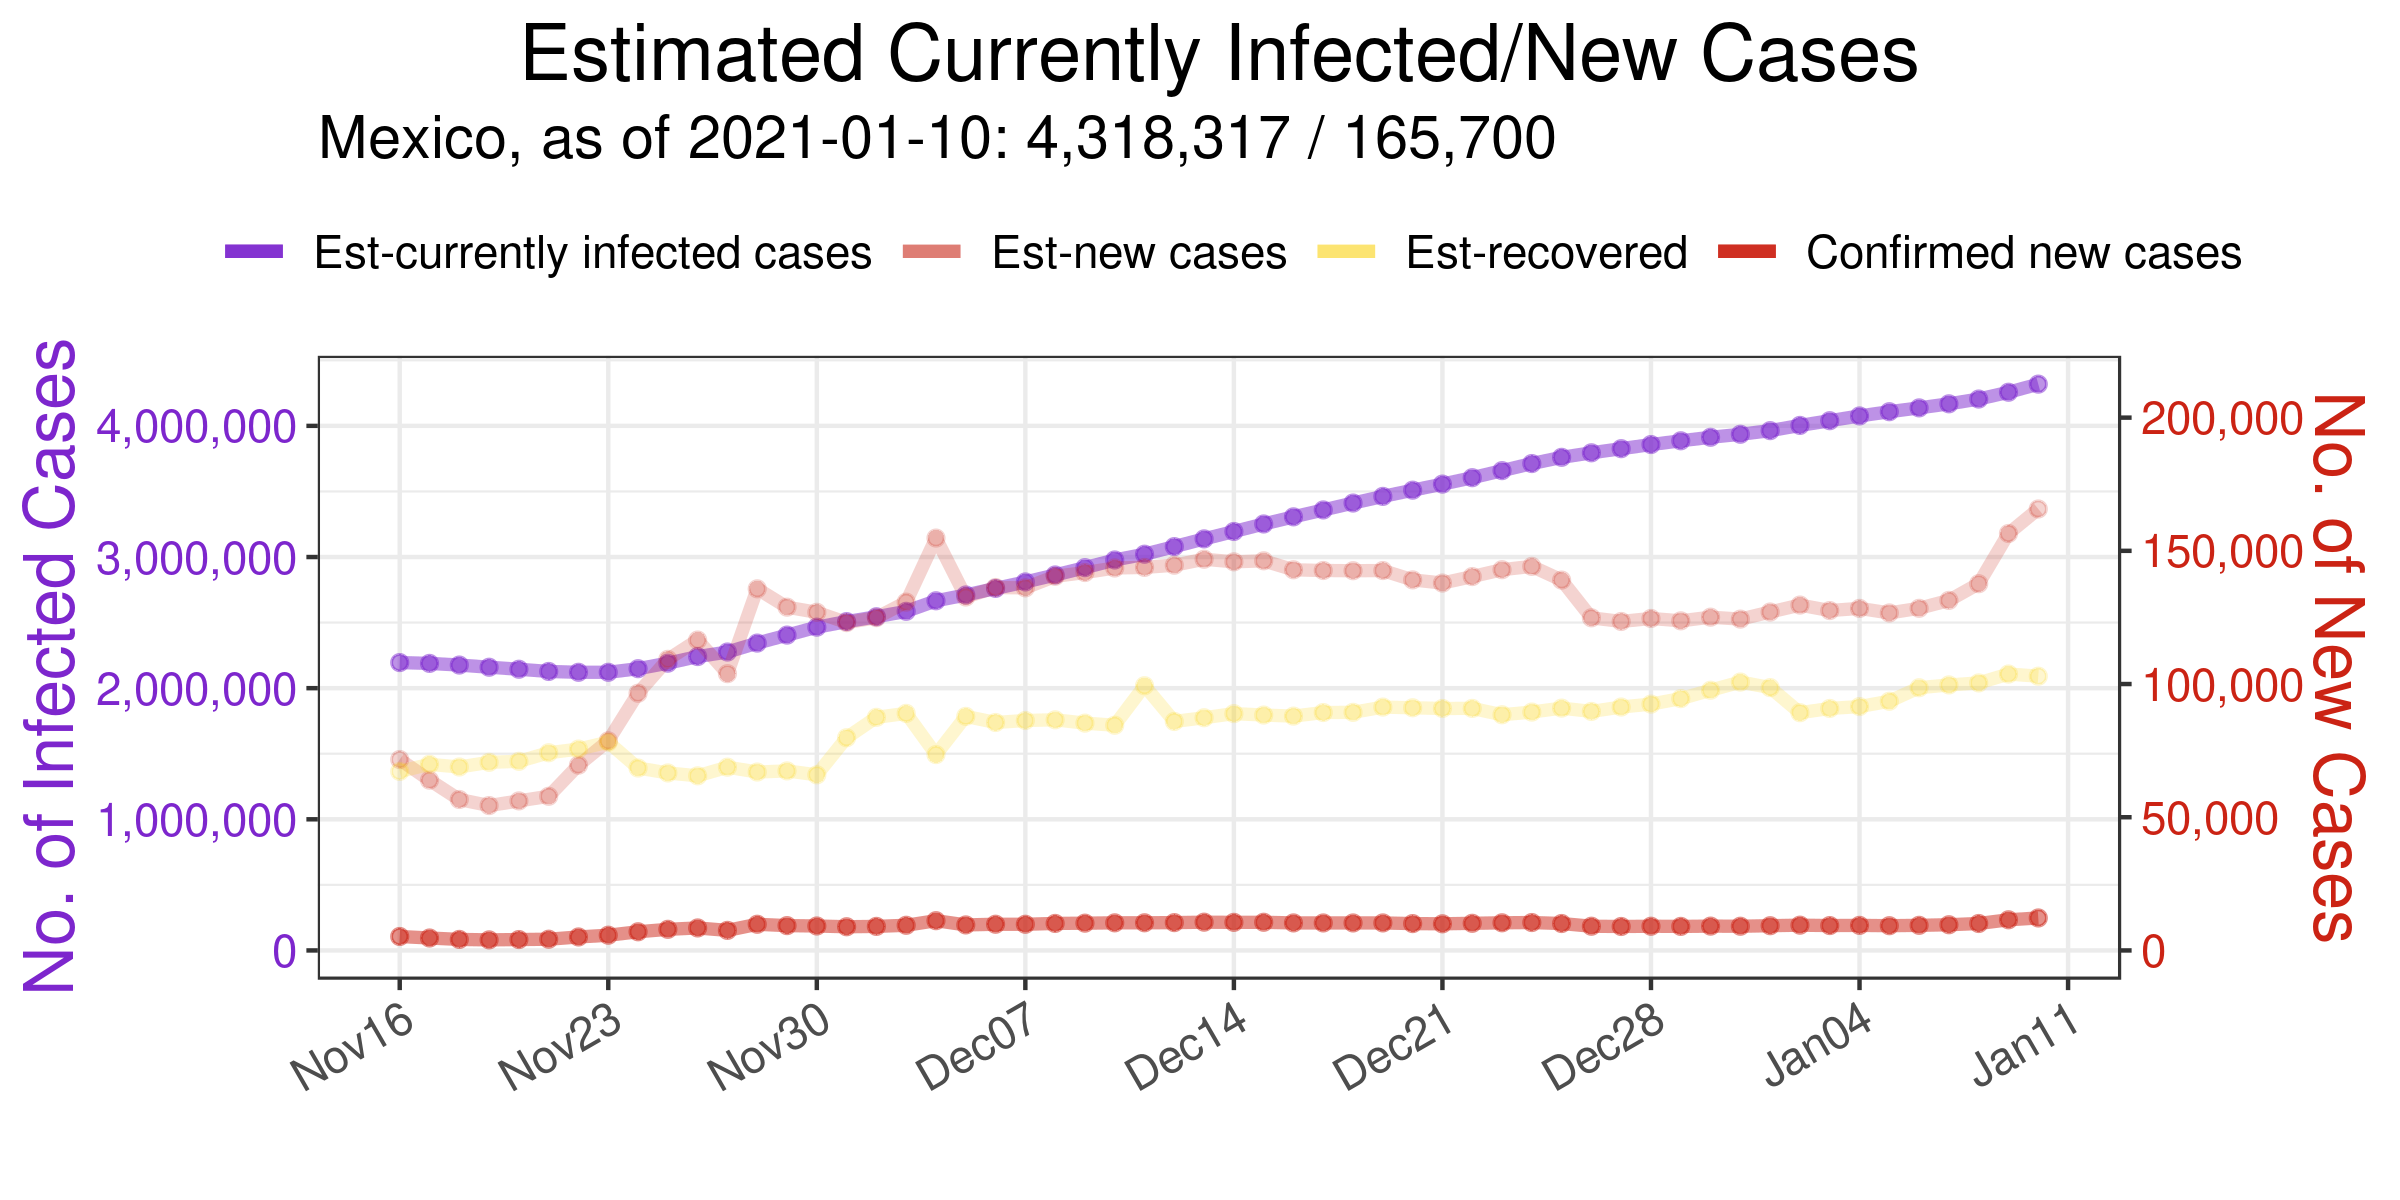 Estimated Currently Infected/New Cases
Mexico, as of 2021-01-10: 4,318,317 / 165,700
Est-currently infected cases Est-new cases Est-recovered Confirmed new cases
No. of Infected Cases
4,000,000
3,000,000
2,000,000
1,000,000
0
200,000
150,000
100,000
50,000
0
No. of New Cases
Nov16 Nov23 Nov30 Dec07 Dec14 Dec21 Dec28 Jan04 Jan11